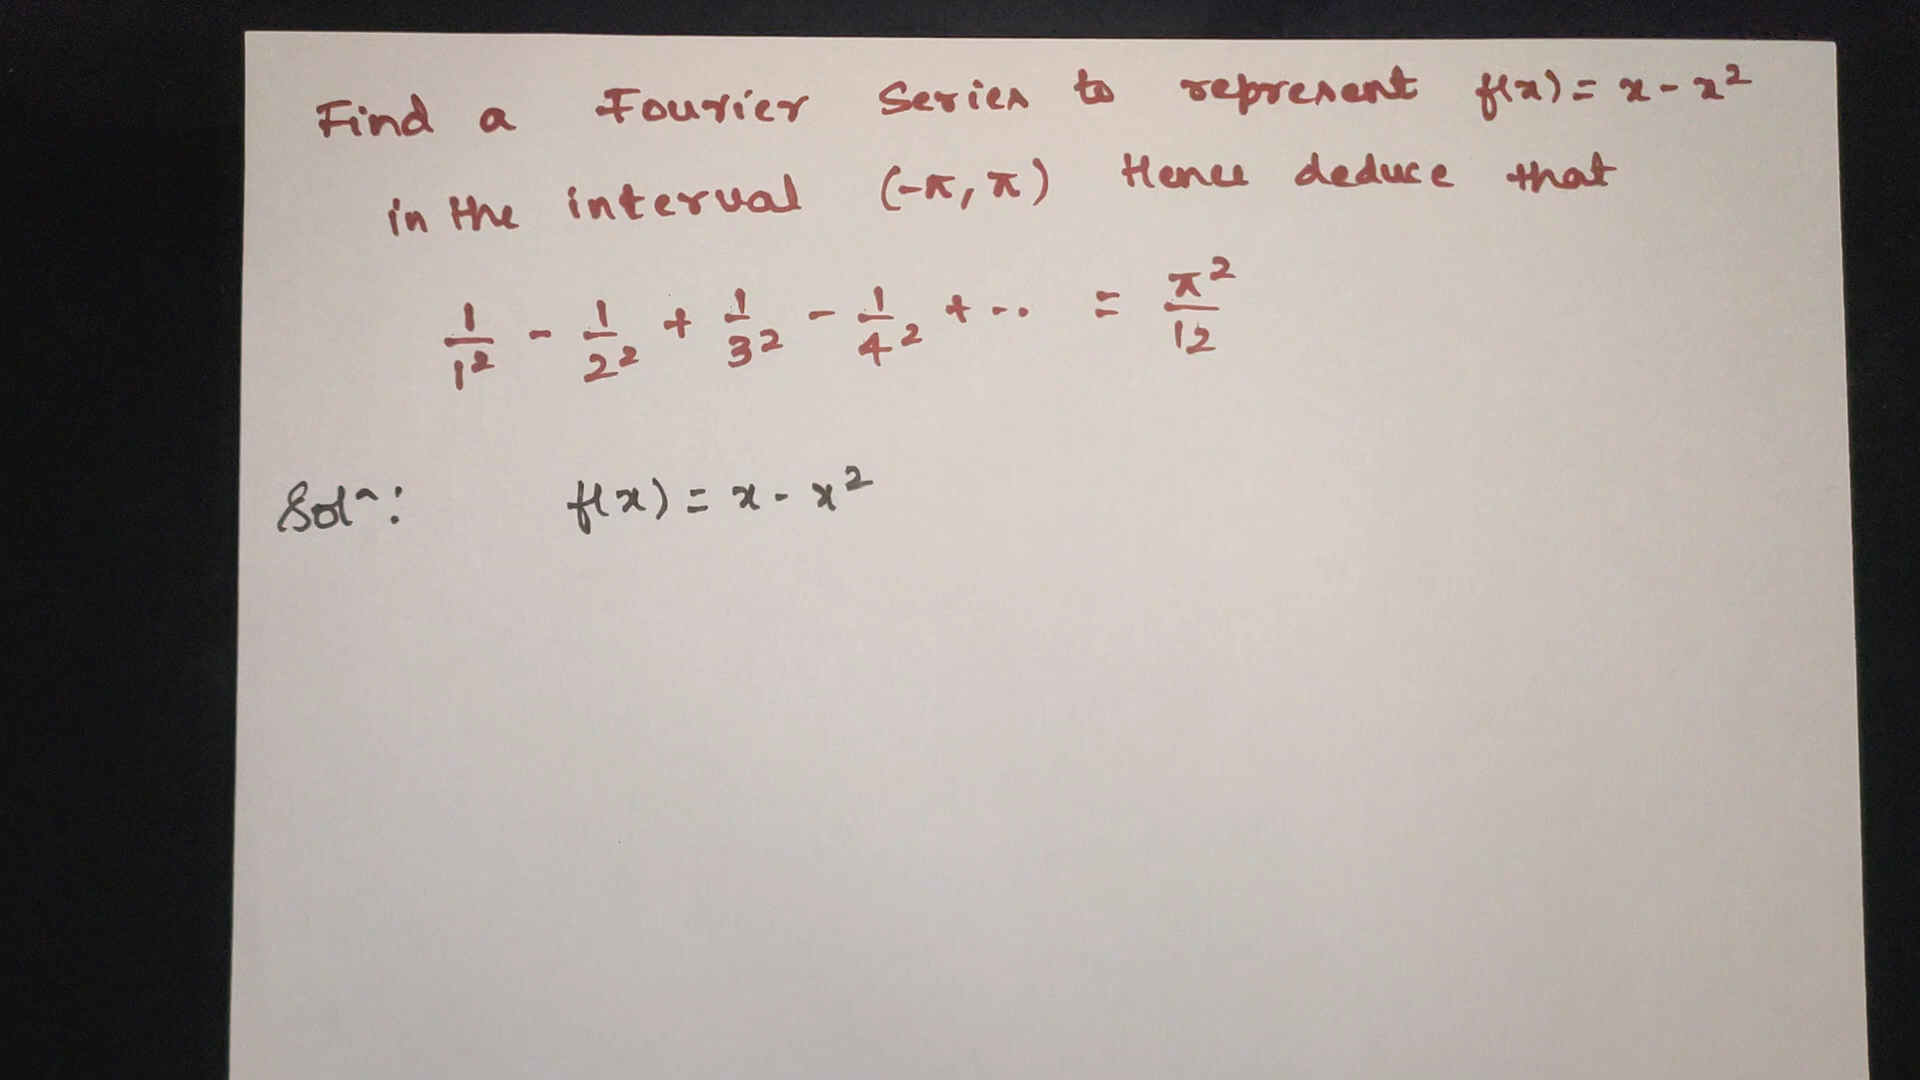 Find a Fourier Series to represent f(x) = x - x²
in the interval (-π, π) Hence deduce that
1/1² - 1/2² + 1/3² - 1/4² + -- = π²/12
Solⁿ: f(x) = x - x²